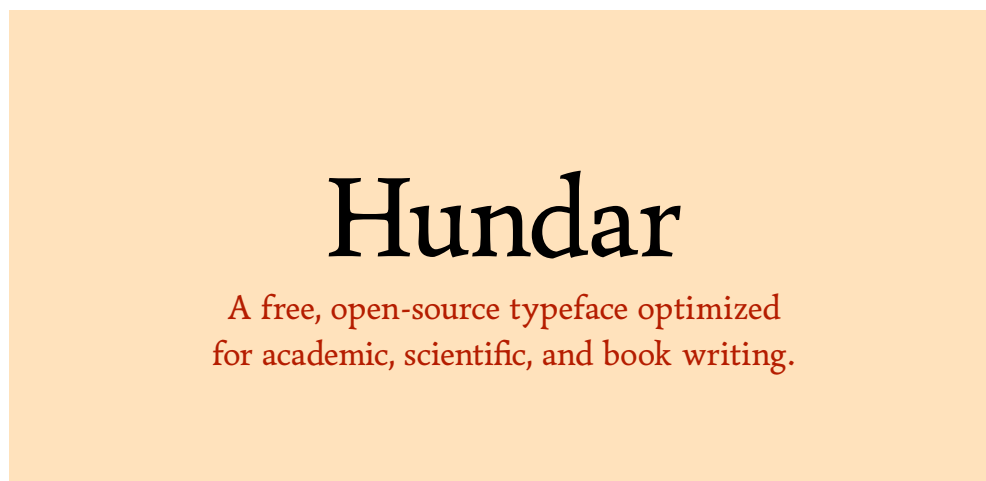 Hundar
A free, open-source typeface optimized
for academic, scientific, and book writing.